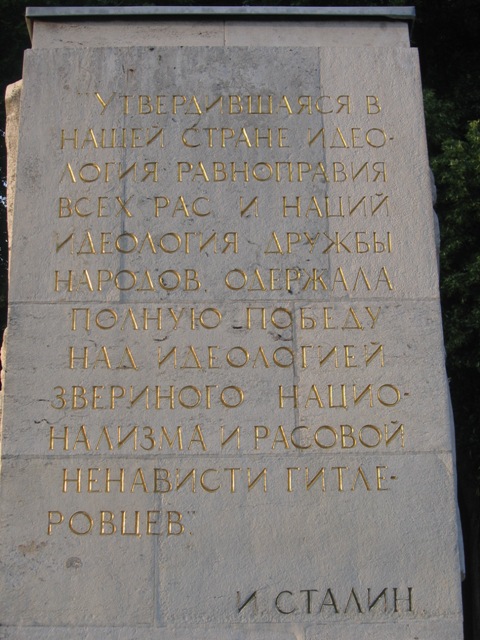 УТВЕРДИВШАЯСЯ В
НАШЕЙ СТРАНЕ ИДЕО-
ЛОГИЯ РАВНОПРАВИЯ
ВСЕХ РАС И НАЦИЙ
ИДЕОЛОГИЯ ДРУЖБЫ
НАРОДОВ, ОДЕРЖАЛА
ПОЛНУЮ ПОБЕДУ
НАД ИДЕОЛОГИЕЙ
ЗВЕРИНОГО НАЦИО-
НАЛИЗМА И РАСОВОЙ
НЕНАВИСТИ ГИТЛЕ-
РОВЦЕВ."
И. СТАЛИН